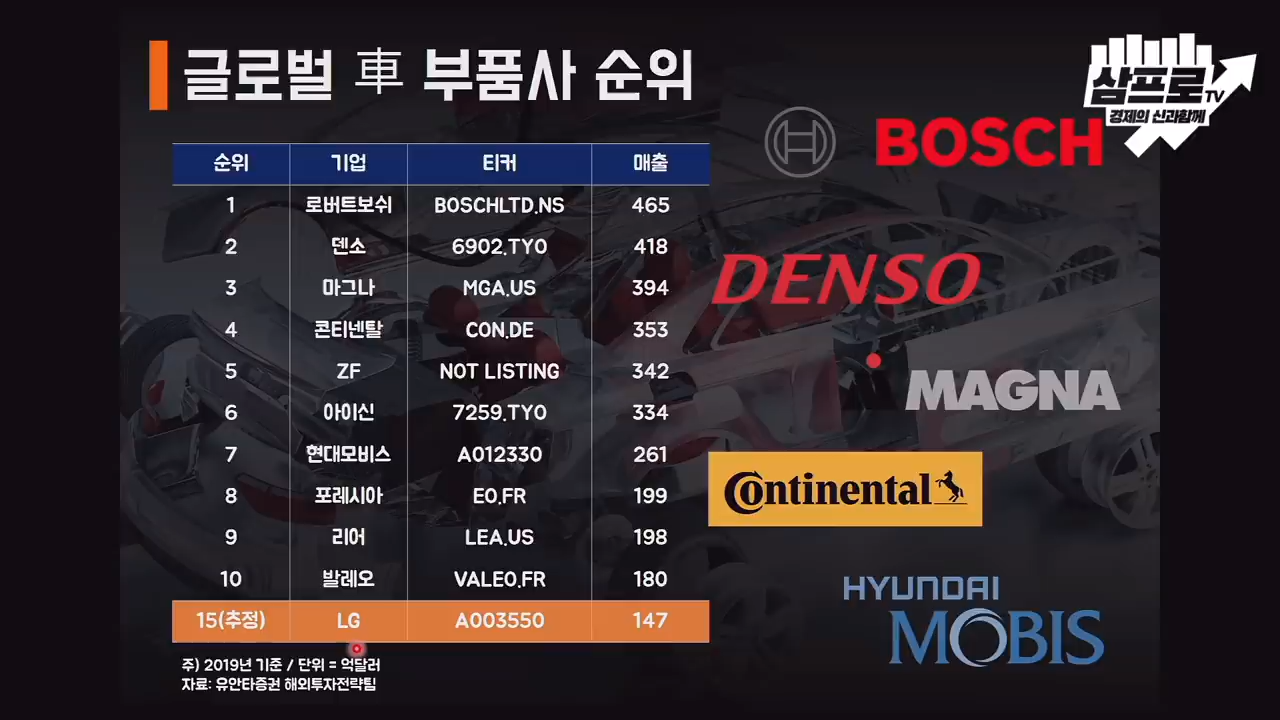 글로벌 車 부품사 순위
삼프로TV
경제의 신과함께
BOSCH
순위 기업 티커 매출
1 로버트보쉬 BOSCHLTD.NS 465
2 덴소 6902.TYO 418
3 마그나 MGA.US 394
4 콘티넨탈 CON.DE 353
5 ZF NOT LISTING 342
6 아이신 7259.TYO 334
7 현대모비스 A012330 261
8 포레시아 EO.FR 199
9 리어 LEA.US 198
10 발레오 VALEO.FR 180
15(추정) LG A003550 147
DENSO
MAGNA
Continental
HYUNDAI
MOBIS
주) 2019년 기준 / 단위 = 억달러
자료: 유안타증권 해외투자전략팀